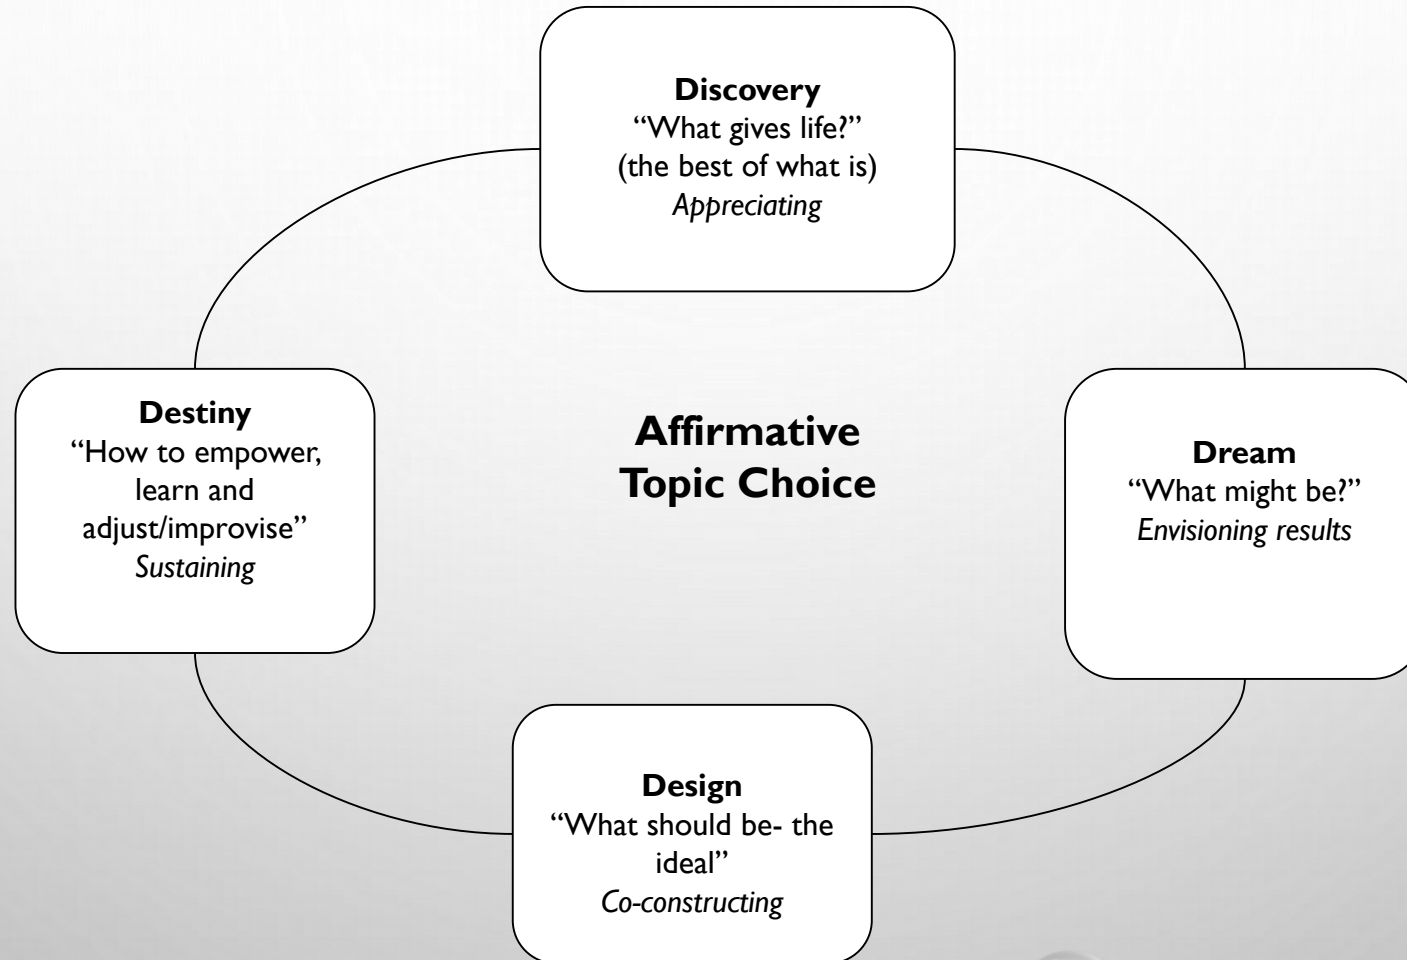 Discovery
“What gives life?”
(the best of what is)
Appreciating
Destiny
“How to empower,
learn and
adjust/improvise”
Sustaining
Affirmative
Topic Choice
Dream
“What might be?”
Envisioning results
Design
“What should be- the
ideal”
Co-constructing